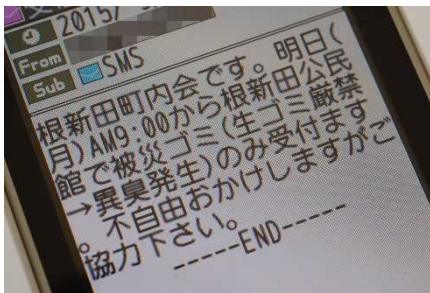 2015/
From
SMS
Sub
根新田町内会です。明日(
月)AM9:00から根新田公民
館で被災ゴミ(生ゴミ厳禁
→異臭発生)のみ受付ます
。不自由おかけしますがご
協力下さい。
-----END-----